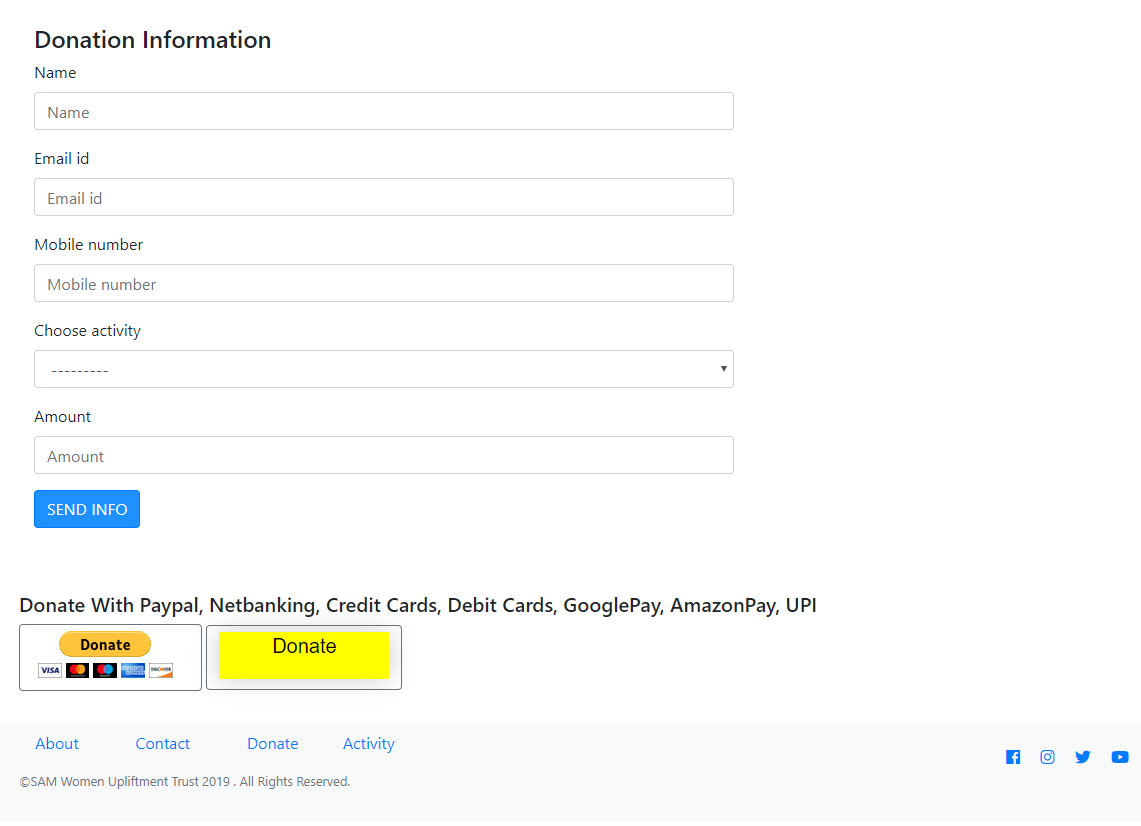 Donation Information
Name
Name
Email id
Email id
Mobile number
Mobile number
Choose activity
---------
Amount
Amount
SEND INFO
Donate With Paypal, Netbanking, Credit Cards, Debit Cards, GooglePay, AmazonPay, UPI
Donate
Donate
VISA DISCOVER
About Contact Donate Activity
©SAM Women Upliftment Trust 2019 . All Rights Reserved.